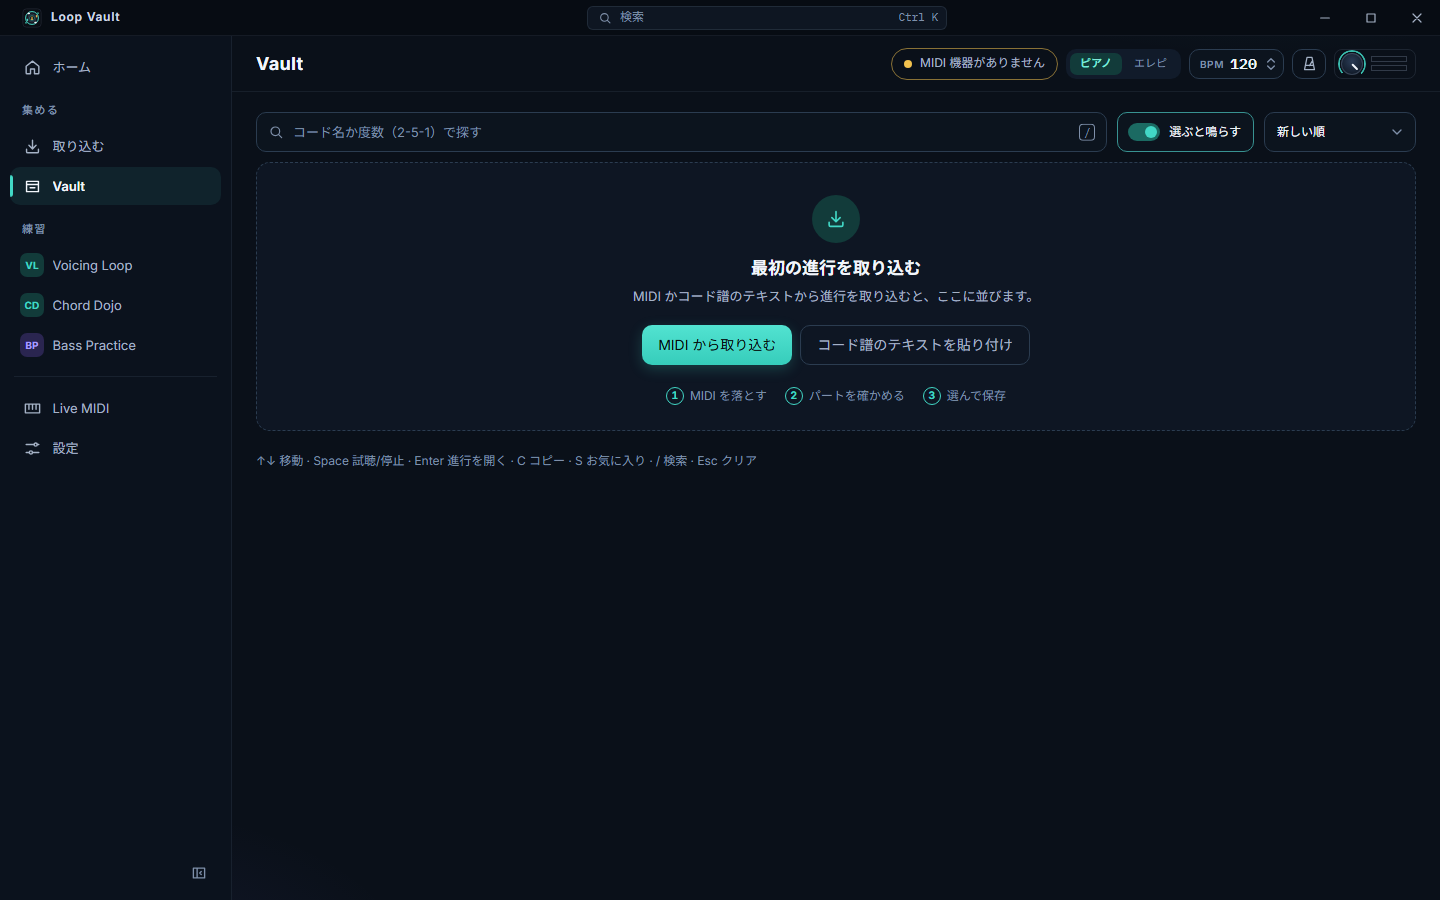 Loop Vault
検索
Ctrl K
ホーム
集める
取り込む
Vault
練習
VL Voicing Loop
CD Chord Dojo
BP Bass Practice
Live MIDI
設定
Vault
MIDI 機器がありません
ピアノ
エレピ
BPM 120
コード名か度数（2-5-1）で探す
/
選ぶと鳴らす
新しい順
最初の進行を取り込む
MIDI かコード譜のテキストから進行を取り込むと、ここに並びます。
MIDI から取り込む
コード譜のテキストを貼り付け
1 MIDI を落とす 2 パートを確かめる 3 選んで保存
↑↓ 移動 · Space 試聴/停止 · Enter 進行を開く · C コピー · S お気に入り · / 検索 · Esc クリア